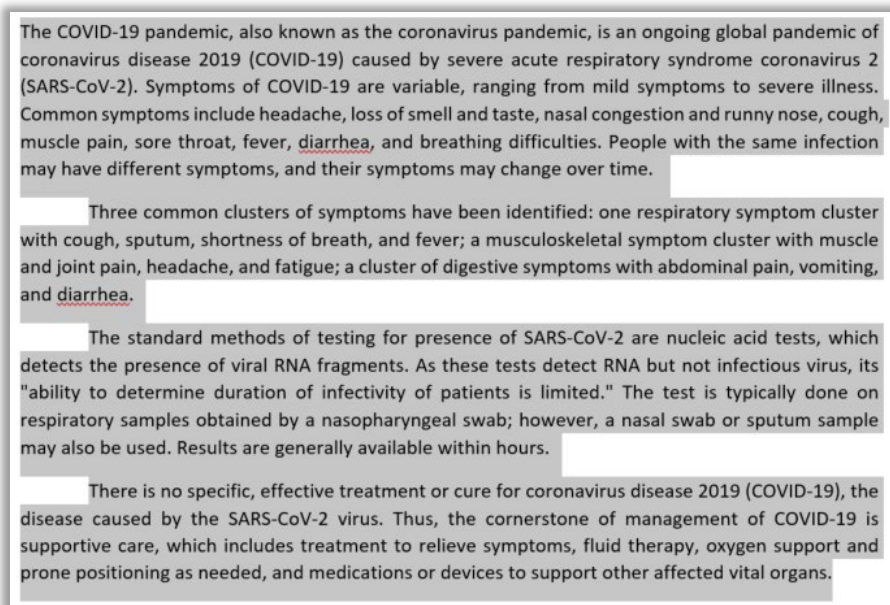 The COVID-19 pandemic, also known as the coronavirus pandemic, is an ongoing global pandemic of
coronavirus disease 2019 (COVID-19) caused by severe acute respiratory syndrome coronavirus 2
(SARS-CoV-2). Symptoms of COVID-19 are variable, ranging from mild symptoms to severe illness.
Common symptoms include headache, loss of smell and taste, nasal congestion and runny nose, cough,
muscle pain, sore throat, fever, diarrhea, and breathing difficulties. People with the same infection
may have different symptoms, and their symptoms may change over time.
Three common clusters of symptoms have been identified: one respiratory symptom cluster
with cough, sputum, shortness of breath, and fever; a musculoskeletal symptom cluster with muscle
and joint pain, headache, and fatigue; a cluster of digestive symptoms with abdominal pain, vomiting,
and diarrhea.
The standard methods of testing for presence of SARS-CoV-2 are nucleic acid tests, which
detects the presence of viral RNA fragments. As these tests detect RNA but not infectious virus, its
"ability to determine duration of infectivity of patients is limited." The test is typically done on
respiratory samples obtained by a nasopharyngeal swab; however, a nasal swab or sputum sample
may also be used. Results are generally available within hours.
There is no specific, effective treatment or cure for coronavirus disease 2019 (COVID-19), the
disease caused by the SARS-CoV-2 virus. Thus, the cornerstone of management of COVID-19 is
supportive care, which includes treatment to relieve symptoms, fluid therapy, oxygen support and
prone positioning as needed, and medications or devices to support other affected vital organs.